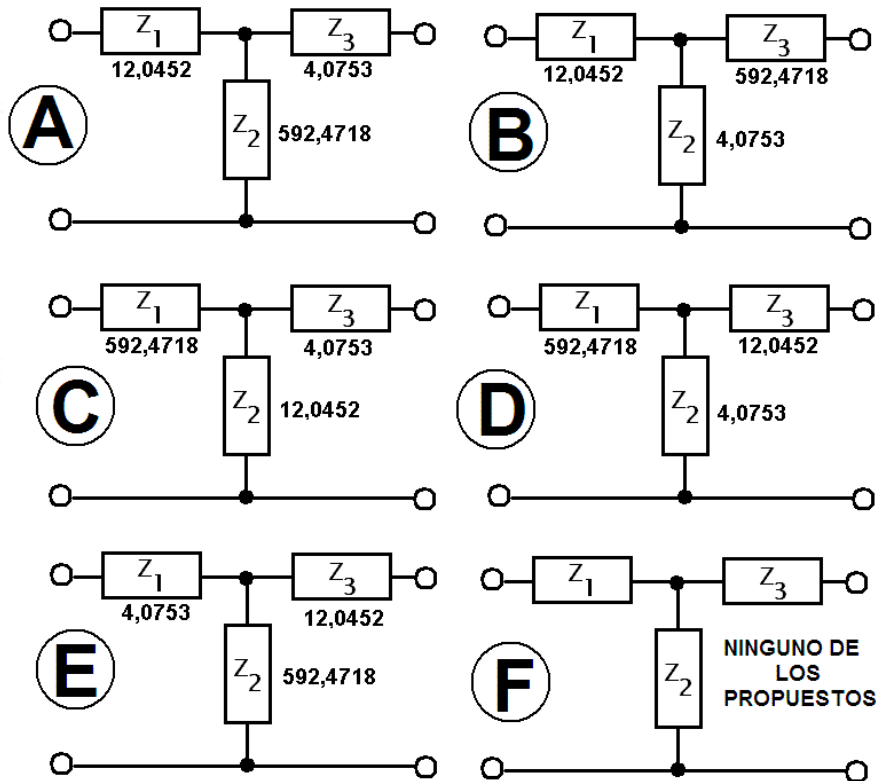 Z1 Z3
12,0452 4,0753
A
Z2 592,4718
Z1 Z3
12,0452 592,4718
B
Z2 4,0753
Z1 Z3
592,4718 4,0753
C
Z2 12,0452
Z1 Z3
592,4718 12,0452
D
Z2 4,0753
Z1 Z3
4,0753 12,0452
E
Z2 592,4718
Z1 Z3
F
Z2
NINGUNO DE
LOS
PROPUESTOS